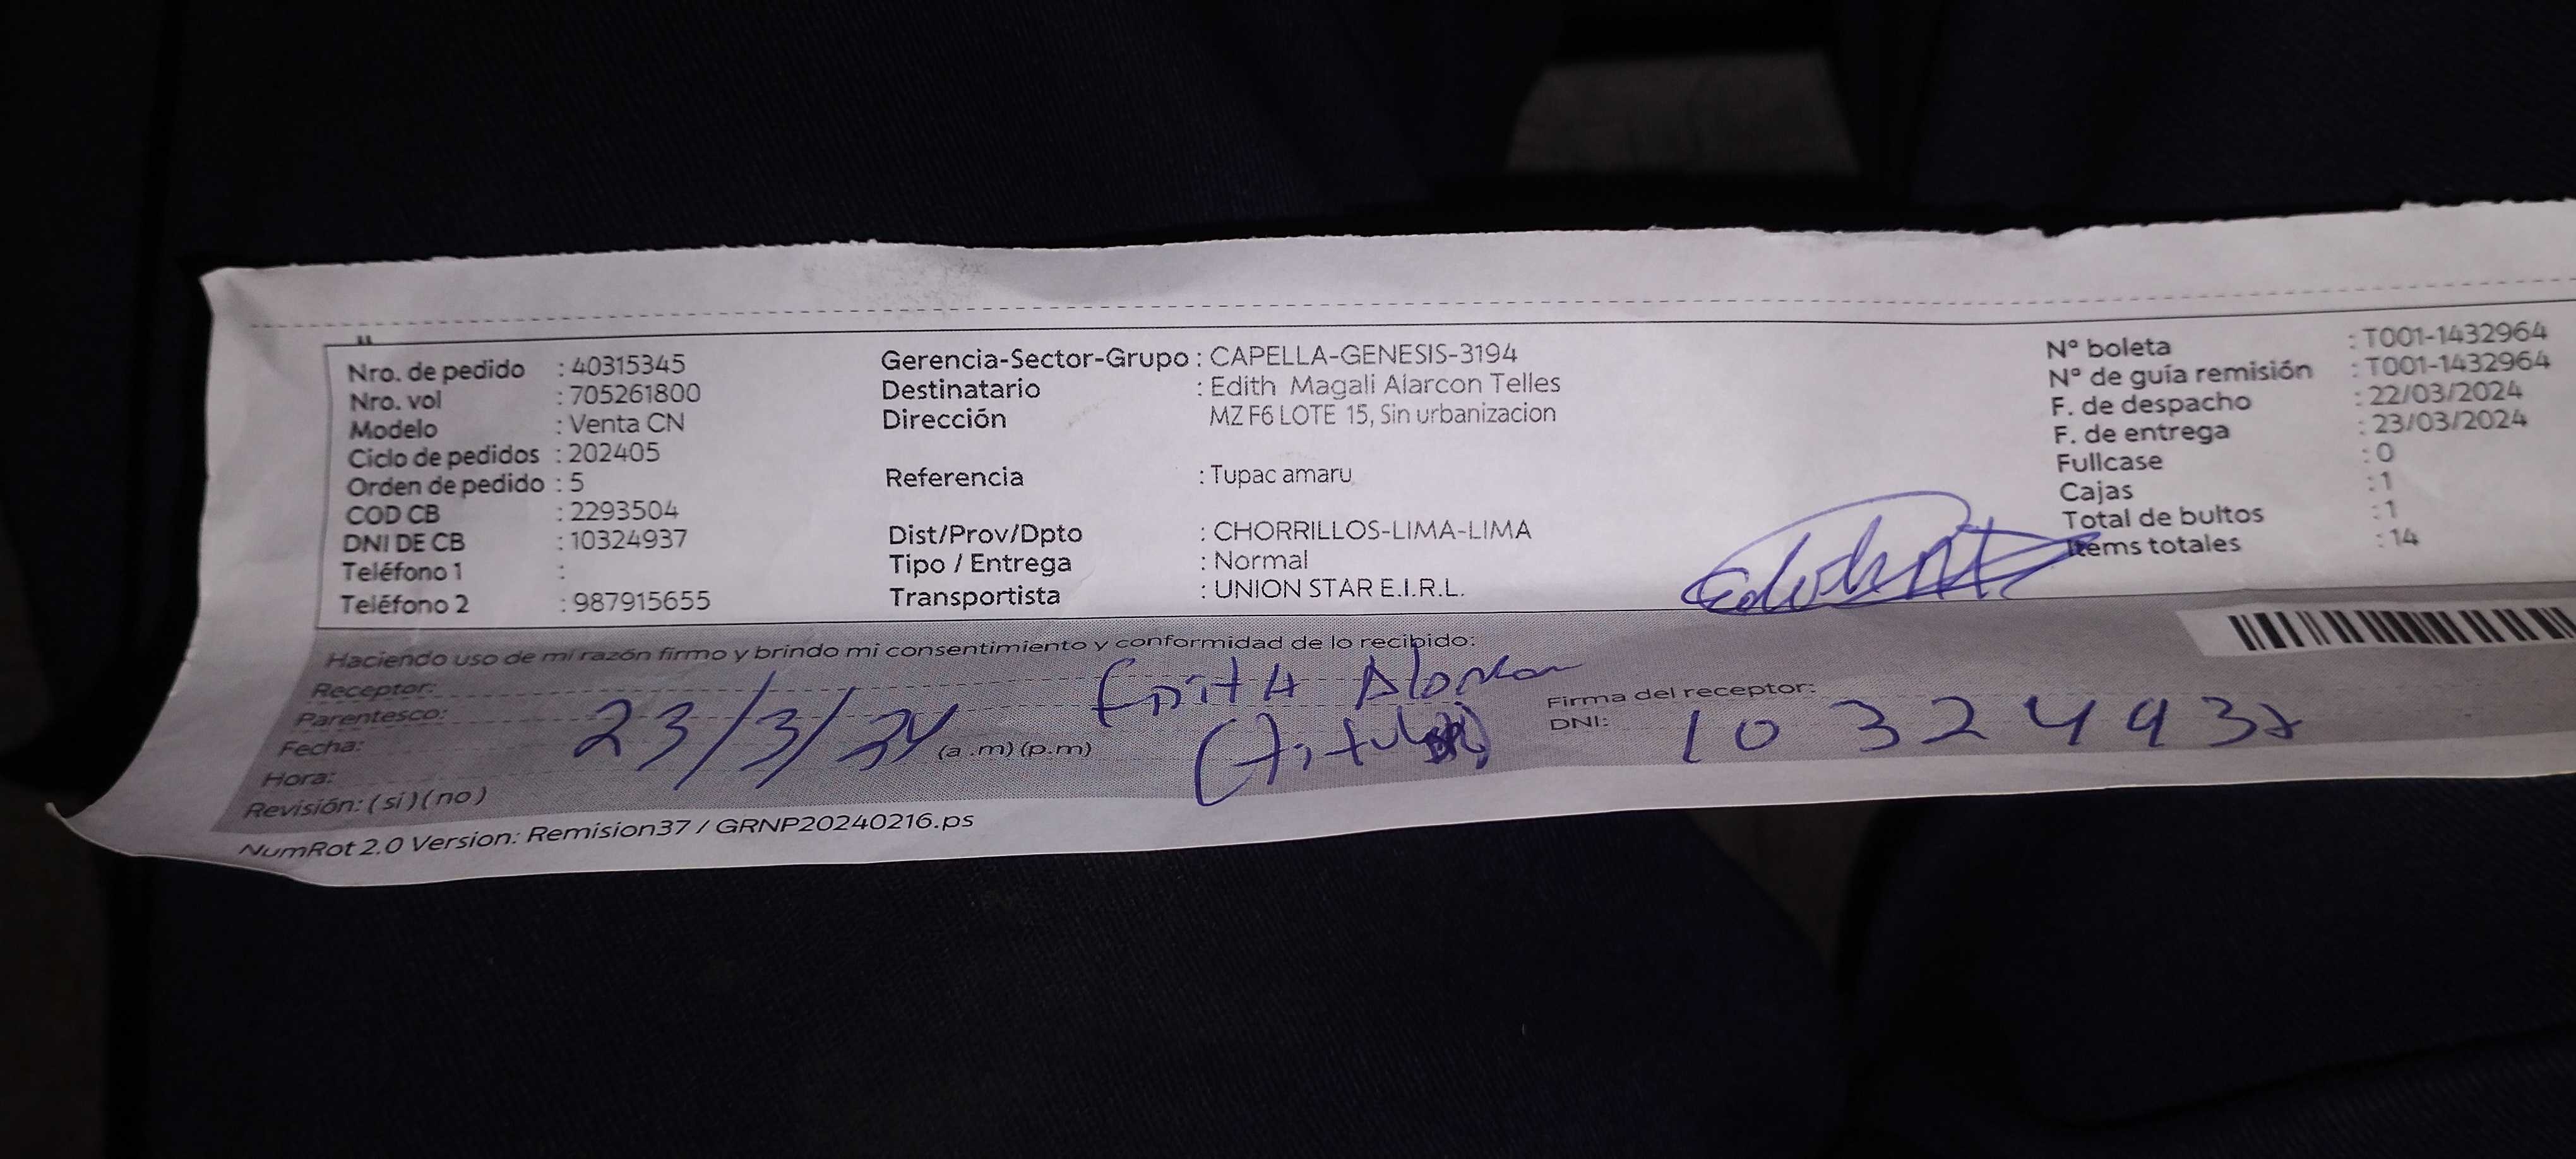 Nro. de pedido : 40315345
Nro. vol : 705261800
Modelo : Venta CN
Ciclo de pedidos : 202405
Orden de pedido : 5
COD CB : 2293504
DNI DE CB : 10324937
Teléfono 1 :
Teléfono 2 : 987915655
Gerencia-Sector-Grupo : CAPELLA-GENESIS-3194
Destinatario : Edith Magali Alarcon Telles
Dirección MZ F6 LOTE 15, Sin urbanizacion
Referencia : Tupac amaru
Dist/Prov/Dpto : CHORRILLOS-LIMA-LIMA
Tipo / Entrega : Normal
Transportista : UNION STAR E.I.R.L.
N° boleta : T001-1432964
N° de guía remisión : T001-1432964
F. de despacho : 22/03/2024
F. de entrega : 23/03/2024
Fullcase : 0
Cajas : 1
Total de bultos : 1
Items totales : 14
Haciendo uso de mi razón firmo y brindo mi consentimiento y conformidad de lo recibido:
Receptor: Edith Alarcon
Parentesco: (titular)
Fecha: 23/3/24
Hora: (a.m) (p.m)
Revisión: (si) (no)
Firma del receptor:
DNI: 10324937
NumRot 2.0 Version: Remision37 / GRNP20240216.ps